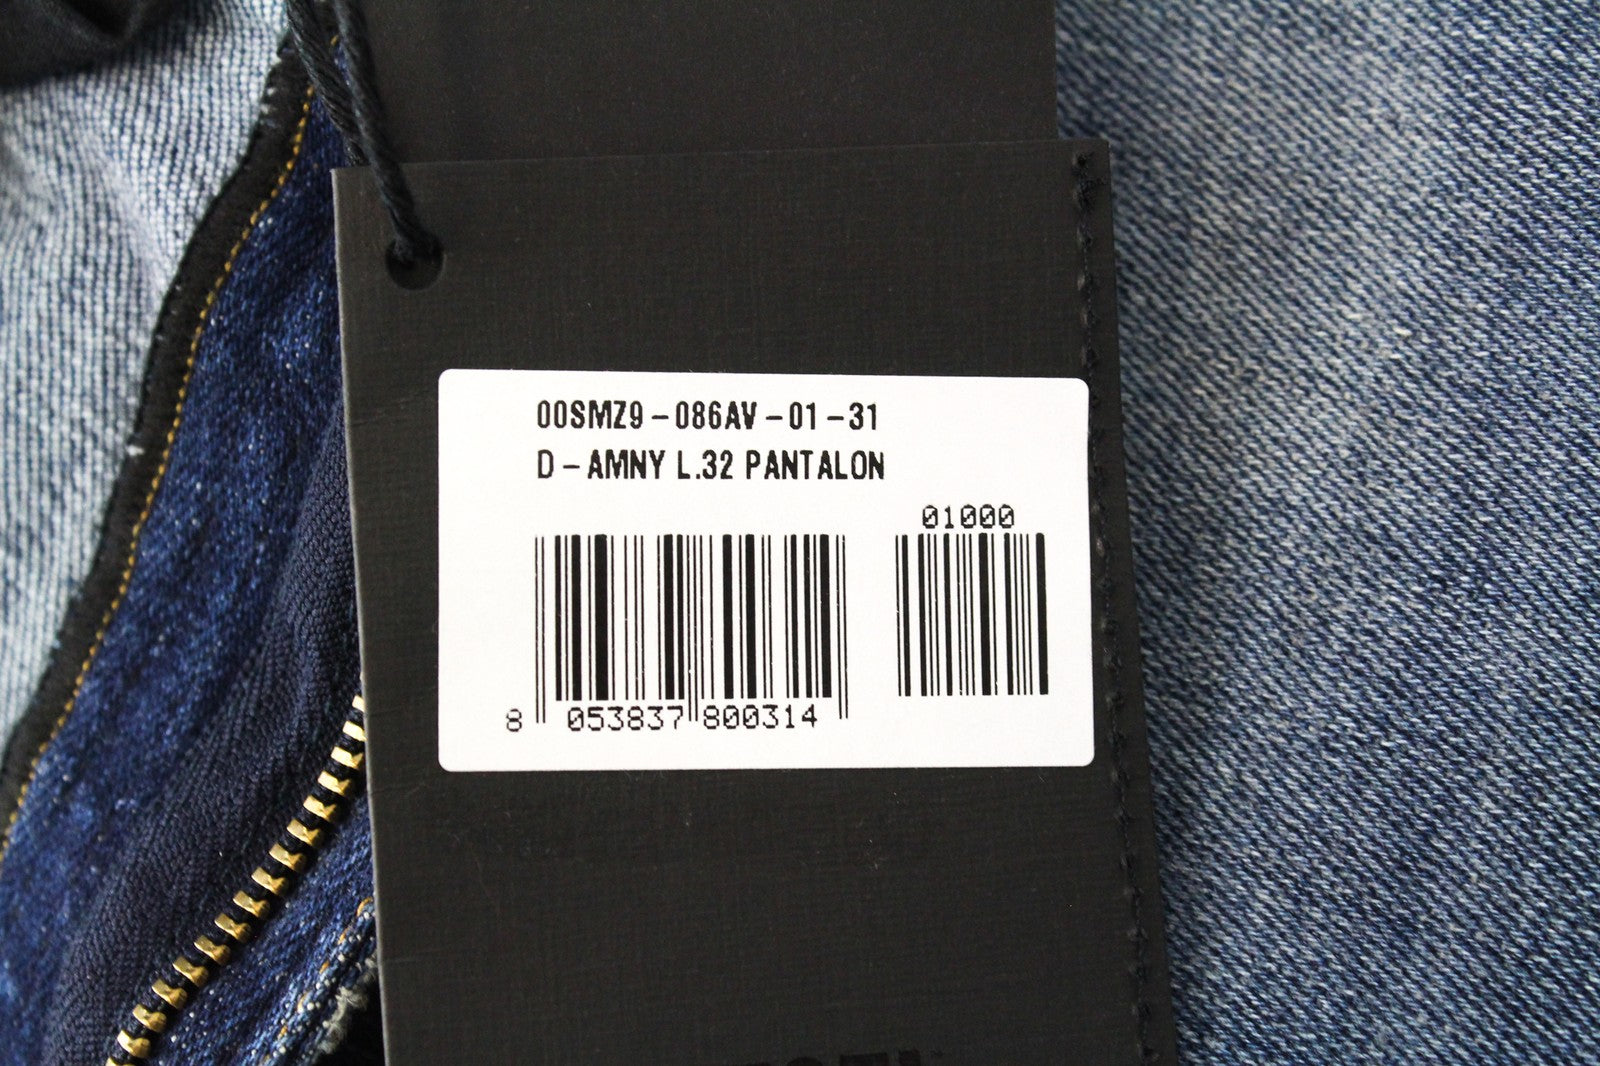 00SMZ9-086AV-01-31
D-AMNY L.32 PANTALON
01000
8 053837 800314